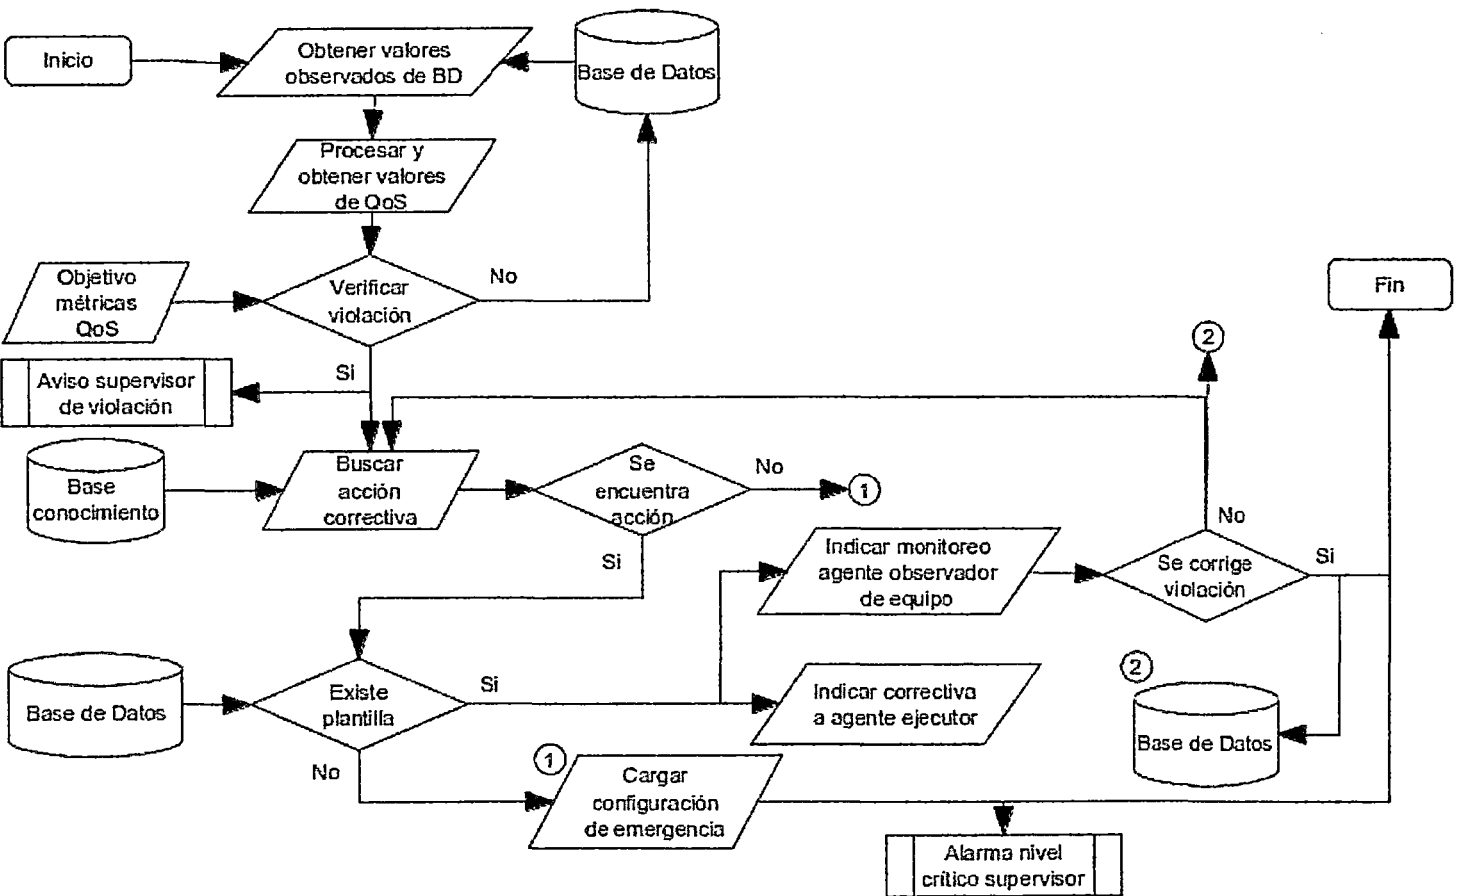 Inicio
Obtener valores
observados de BD
Base de Datos
Procesar y
obtener valores
de QoS
Objetivo
métricas
QoS
Verificar
violación
No
Fin
Si
Aviso supervisor
de violación
2
Base
conocimiento
Buscar
acción
correctiva
Se
encuentra
acción
No
1
Si
Indicar monitoreo
agente observador
de equipo
No
Se corrige
violación
Si
Base de Datos
Existe
plantilla
Si
Indicar correctiva
a agente ejecutor
2
Base de Datos
No
1
Cargar
configuración
de emergencia
Alarma nivel
crítico supervisor